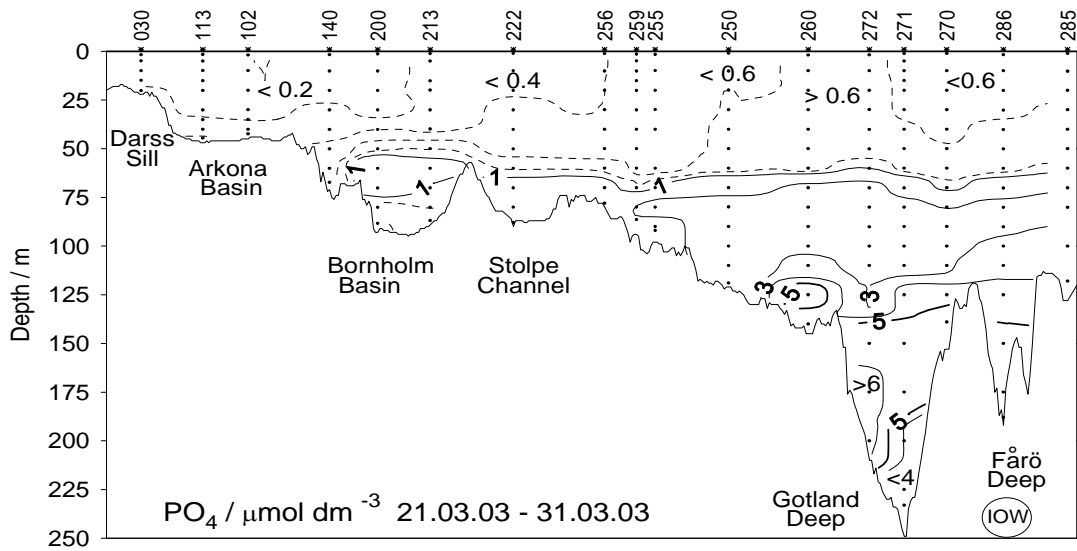 030 113 102 140 200 213 222 256 259 255 250 260 272 271 270 286 285
0
25
50
75
100
125
150
175
200
225
250
Depth / m
< 0.2
< 0.4
< 0.6
> 0.6
<0.6
Darss
Sill
Arkona
Basin
1
1
1
1
Bornholm
Basin
Stolpe
Channel
3
5
3
5
>6
5
<4
Gotland
Deep
Fårö
Deep
IOW
PO4 / µmol dm -3 21.03.03 - 31.03.03